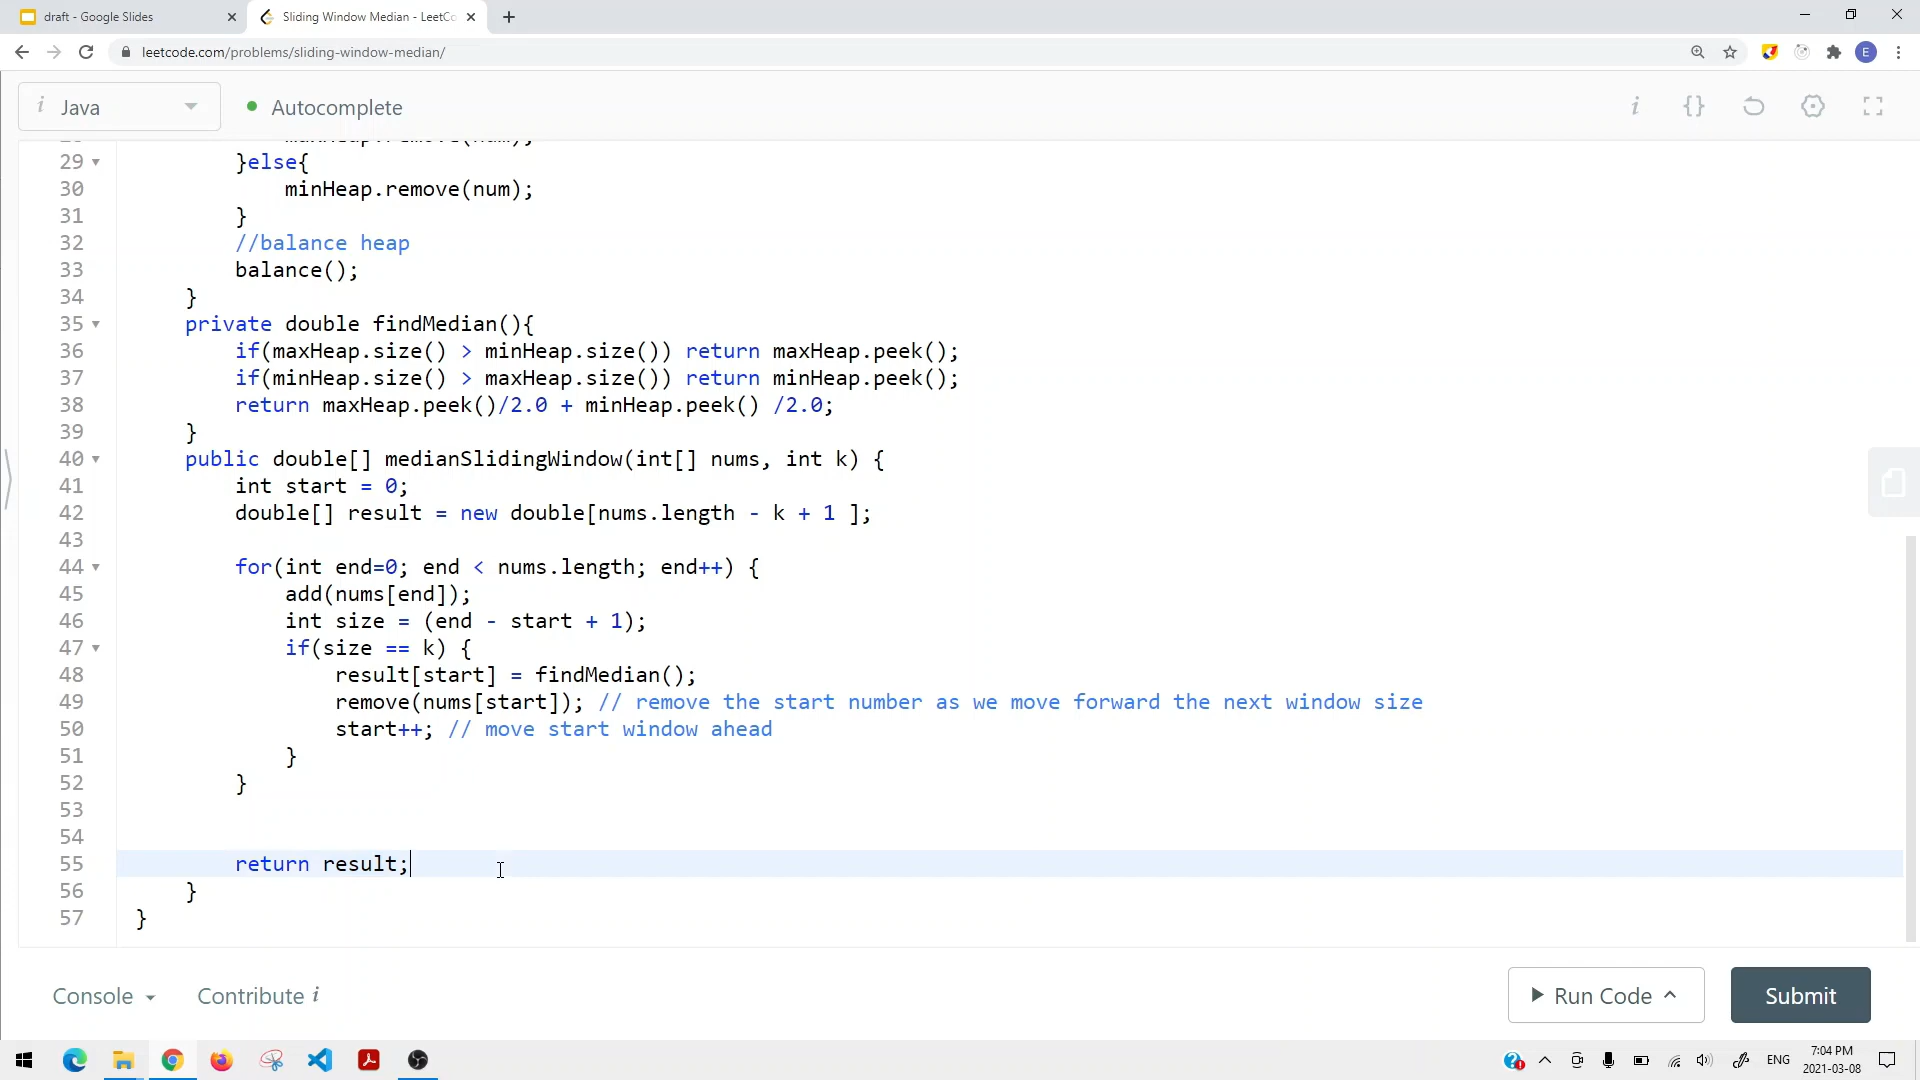 draft - Google Slides
Sliding Window Median - LeetCo
leetcode.com/problems/sliding-window-median/
E
i Java
Autocomplete
i {}
29 }else{
30 minHeap.remove(num);
31 }
32 //balance heap
33 balance();
34 }
35 private double findMedian(){
36 if(maxHeap.size() > minHeap.size()) return maxHeap.peek();
37 if(minHeap.size() > maxHeap.size()) return minHeap.peek();
38 return maxHeap.peek()/2.0 + minHeap.peek() /2.0;
39 }
40 public double[] medianSlidingWindow(int[] nums, int k) {
41 int start = 0;
42 double[] result = new double[nums.length - k + 1 ];
43
44 for(int end=0; end < nums.length; end++) {
45 add(nums[end]);
46 int size = (end - start + 1);
47 if(size == k) {
48 result[start] = findMedian();
49 remove(nums[start]); // remove the start number as we move forward the next window size
50 start++; // move start window ahead
51 }
52 }
53
54
55 return result;
56 }
57 }
Console
Contribute i
Run Code
Submit
ENG
7:04 PM
2021-03-08